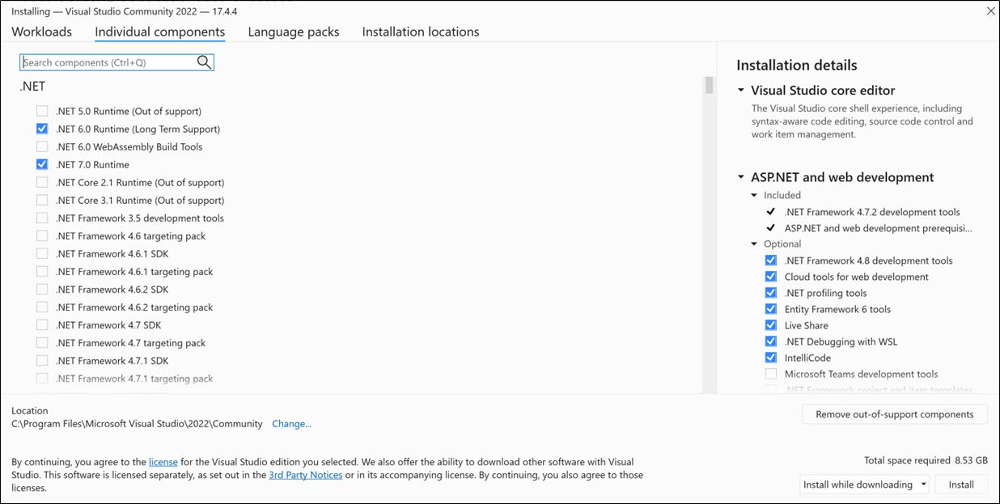 Installing — Visual Studio Community 2022 — 17.4.4
Workloads
Individual components
Language packs
Installation locations
Search components (Ctrl+Q)
.NET
.NET 5.0 Runtime (Out of support)
.NET 6.0 Runtime (Long Term Support)
.NET 6.0 WebAssembly Build Tools
.NET 7.0 Runtime
.NET Core 2.1 Runtime (Out of support)
.NET Core 3.1 Runtime (Out of support)
.NET Framework 3.5 development tools
.NET Framework 4.6 targeting pack
.NET Framework 4.6.1 SDK
.NET Framework 4.6.1 targeting pack
.NET Framework 4.6.2 SDK
.NET Framework 4.6.2 targeting pack
.NET Framework 4.7 SDK
.NET Framework 4.7 targeting pack
.NET Framework 4.7.1 SDK
.NET Framework 4.7.1 targeting pack
Installation details
Visual Studio core editor
The Visual Studio core shell experience, including
syntax-aware code editing, source code control and
work item management.
ASP.NET and web development
Included
.NET Framework 4.7.2 development tools
ASP.NET and web development prerequisi...
Optional
.NET Framework 4.8 development tools
Cloud tools for web development
.NET profiling tools
Entity Framework 6 tools
Live Share
.NET Debugging with WSL
IntelliCode
Microsoft Teams development tools
.NET Framework project and item templates
Location
C:\Program Files\Microsoft Visual Studio\2022\Community Change...
Remove out-of-support components
By continuing, you agree to the license for the Visual Studio edition you selected. We also offer the ability to download other software with Visual
Studio. This software is licensed separately, as set out in the 3rd Party Notices or in its accompanying license. By continuing, you also agree to those
licenses.
Total space required 8.53 GB
Install while downloading
Install